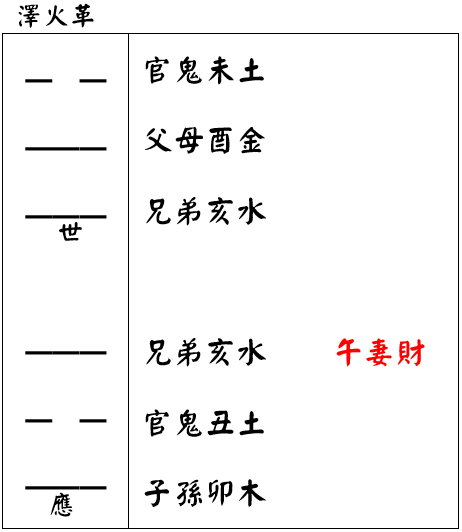 澤火革
官鬼未土
父母酉金
兄弟亥水
世
兄弟亥水 午妻財
官鬼丑土
子孫卯木
應